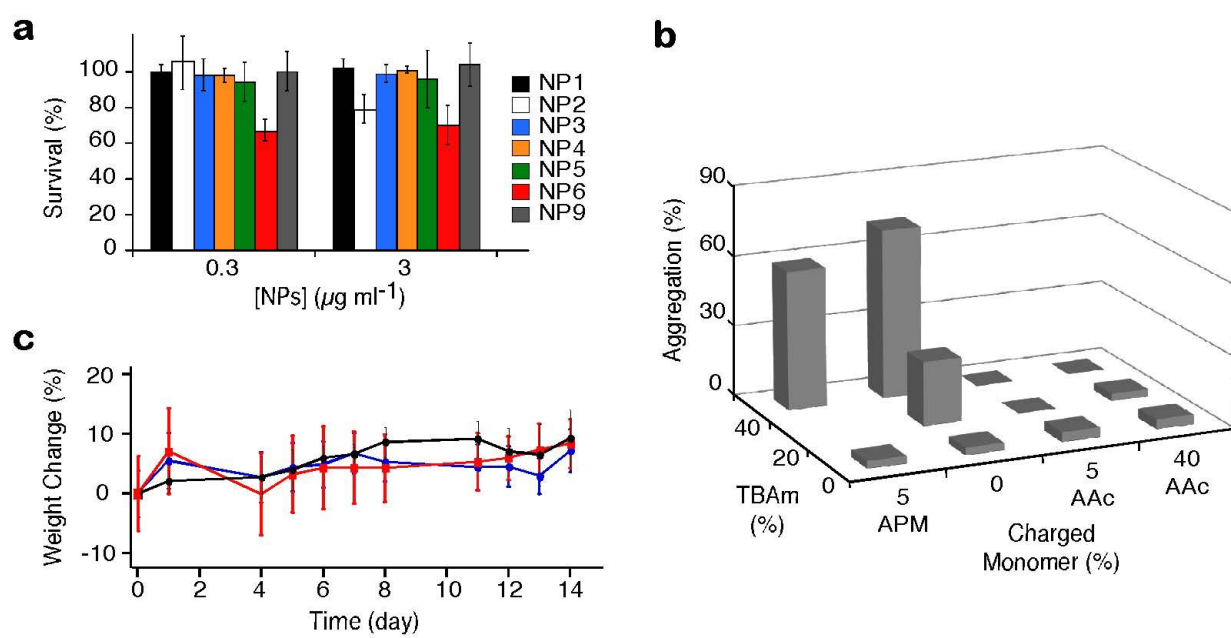 a
Survival (%)
100
80
60
40
20
0
0.3
3
[NPs] (µg ml-1)
NP1
NP2
NP3
NP4
NP5
NP6
NP9
b
Aggregation (%)
90
60
30
0
40
20
0
TBAm
(%)
5
APM
0
5
AAc
40
AAc
Charged
Monomer (%)
c
Weight Change (%)
20
10
0
-10
0 2 4 6 8 10 12 14
Time (day)